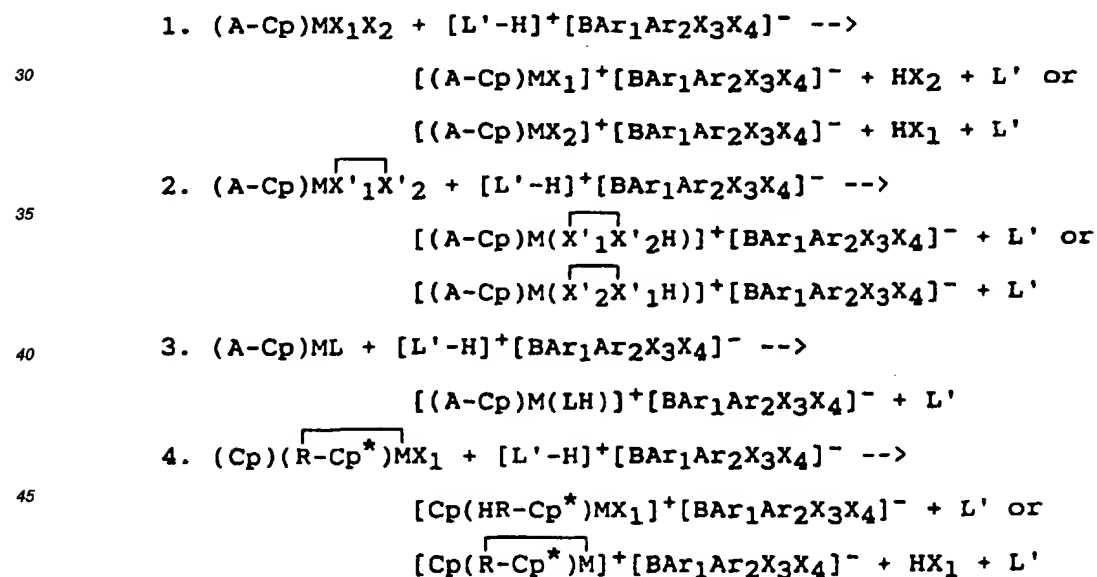 1. (A-Cp)MX₁X₂ + [L'-H]⁺[BAr₁Ar₂X₃X₄]⁻ -->
30
[(A-Cp)MX₁]⁺[BAr₁Ar₂X₃X₄]⁻ + HX₂ + L' or
[(A-Cp)MX₂]⁺[BAr₁Ar₂X₃X₄]⁻ + HX₁ + L'
2. (A-Cp)MX'₁X'₂ + [L'-H]⁺[BAr₁Ar₂X₃X₄]⁻ -->
35
[(A-Cp)M(X'₁X'₂H)]⁺[BAr₁Ar₂X₃X₄]⁻ + L' or
[(A-Cp)M(X'₂X'₁H)]⁺[BAr₁Ar₂X₃X₄]⁻ + L'
40
3. (A-Cp)ML + [L'-H]⁺[BAr₁Ar₂X₃X₄]⁻ -->
[(A-Cp)M(LH)]⁺[BAr₁Ar₂X₃X₄]⁻ + L'
4. (Cp)(R-Cp*)MX₁ + [L'-H]⁺[BAr₁Ar₂X₃X₄]⁻ -->
45
[Cp(HR-Cp*)MX₁]⁺[BAr₁Ar₂X₃X₄]⁻ + L' or
[Cp(R-Cp*)M]⁺[BAr₁Ar₂X₃X₄]⁻ + HX₁ + L'